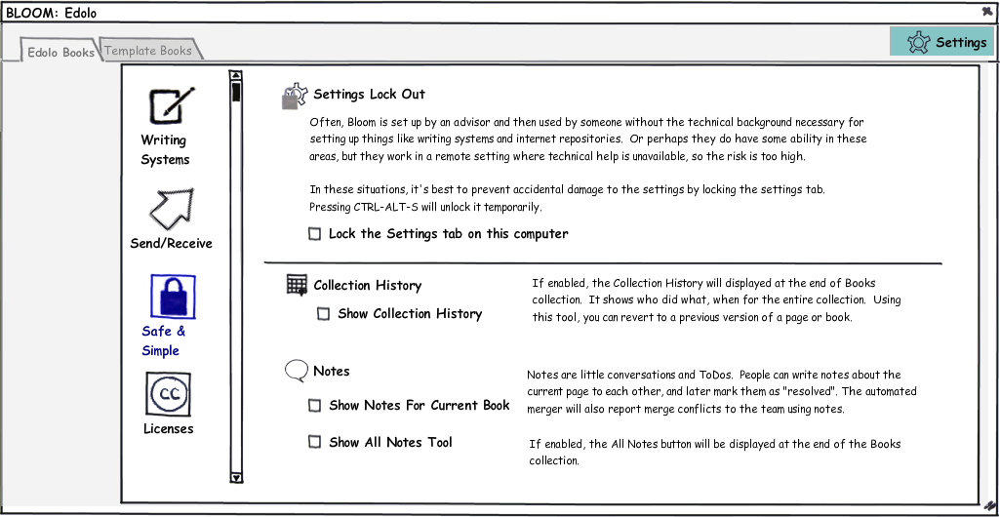 BLOOM: Edolo
Edolo Books
Template Books
Settings
Writing
Systems
Send/Receive
Safe &
Simple
CC
Licenses
Settings Lock Out
Often, Bloom is set up by an advisor and then used by someone without the technical background necessary for
setting up things like writing systems and internet repositories. Or perhaps they do have some ability in these
areas, but they work in a remote setting where technical help is unavailable, so the risk is too high.
In these situations, it's best to prevent accidental damage to the settings by locking the settings tab.
Pressing CTRL-ALT-S will unlock it temporarily.
Lock the Settings tab on this computer
Collection History
Show Collection History
If enabled, the Collection History will displayed at the end of Books
collection. It shows who did what, when for the entire collection. Using
this tool, you can revert to a previous version of a page or book.
Notes
Show Notes For Current Book
Notes are little conversations and ToDos. People can write notes about the
current page to each other, and later mark them as "resolved". The automated
merger will also report merge conflicts to the team using notes.
Show All Notes Tool
If enabled, the All Notes button will be displayed at the end of the Books
collection.